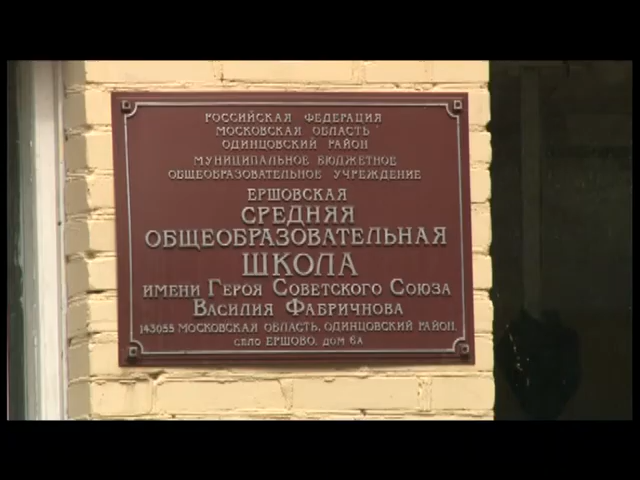 РОССИЙСКАЯ ФЕДЕРАЦИЯ
МОСКОВСКАЯ ОБЛАСТЬ
ОДИНЦОВСКИЙ РАЙОН
МУНИЦИПАЛЬНОЕ БЮДЖЕТНОЕ
ОБЩЕОБРАЗОВАТЕЛЬНОЕ УЧРЕЖДЕНИЕ
ЕРШОВСКАЯ
СРЕДНЯЯ
ОБЩЕОБРАЗОВАТЕЛЬНАЯ
ШКОЛА
ИМЕНИ ГЕРОЯ СОВЕТСКОГО СОЮЗА
ВАСИЛИЯ ФАБРИЧНОВА
143055 МОСКОВСКАЯ ОБЛАСТЬ, ОДИНЦОВСКИЙ РАЙОН,
СЕЛО ЕРШОВО, ДОМ 6А